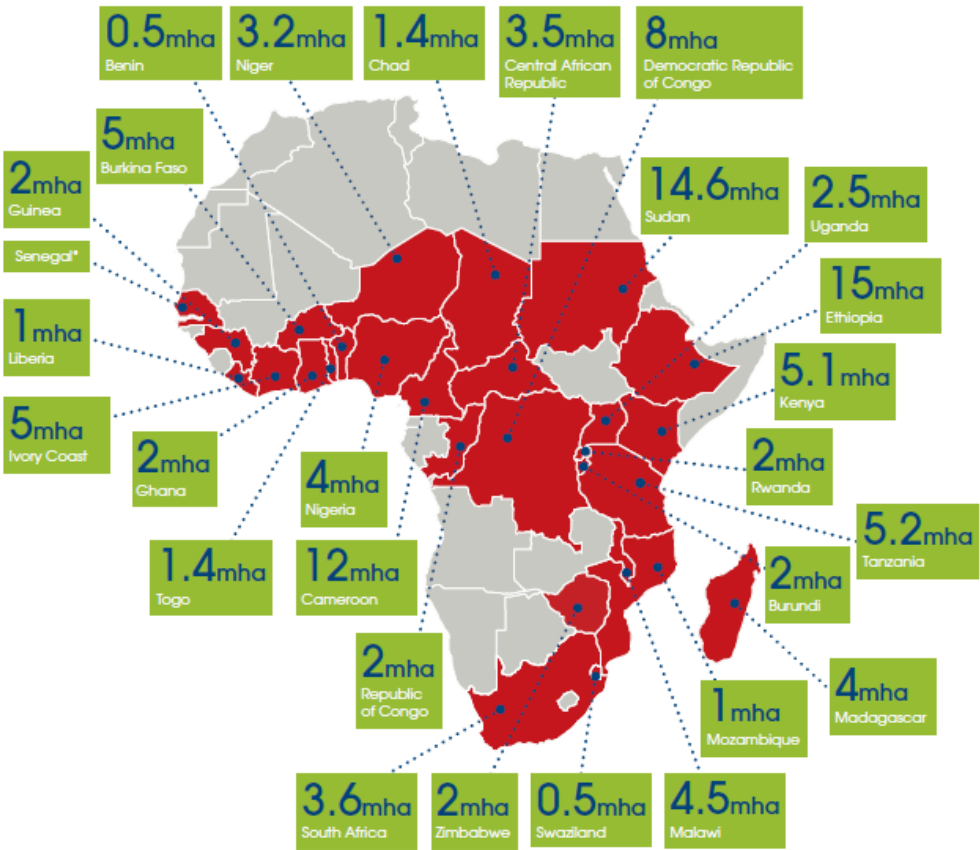 0.5mha
Benin
3.2mha
Niger
1.4mha
Chad
3.5mha
Central African
Republic
8mha
Democratic Republic
of Congo
5mha
Burkina Faso
2mha
Guinea
14.6mha
Sudan
2.5mha
Uganda
Senegal*
15mha
Ethiopia
1mha
Liberia
5.1mha
Kenya
5mha
Ivory Coast
2mha
Ghana
4mha
Nigeria
2mha
Rwanda
5.2mha
Tanzania
1.4mha
Togo
12mha
Cameroon
2mha
Burundi
2mha
Republic
of Congo
1mha
Mozambique
4mha
Madagascar
3.6mha
South Africa
2mha
Zimbabwe
0.5mha
Swaziland
4.5mha
Malawi